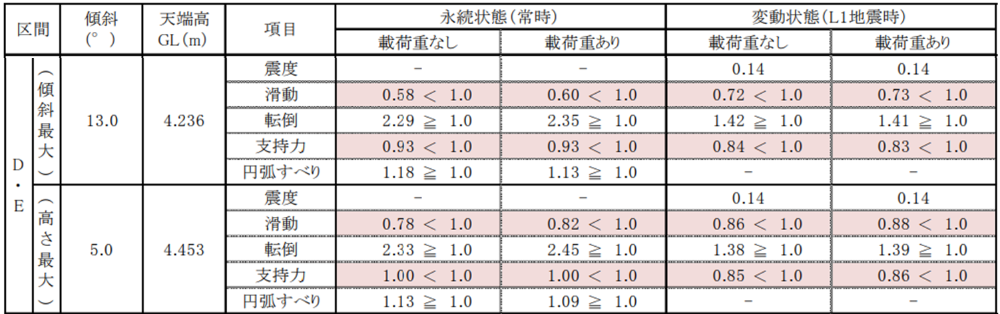 区間 傾斜(°) 天端高GL(m) 項目 永続状態(常時) 変動状態(L1地震時)
載荷重なし 載荷重あり 載荷重なし 載荷重あり
D・E (傾斜最大) 13.0 4.236 震度 - - 0.14 0.14
滑動 0.58 < 1.0 0.60 < 1.0 0.72 < 1.0 0.73 < 1.0
転倒 2.29 ≧ 1.0 2.35 ≧ 1.0 1.42 ≧ 1.0 1.41 ≧ 1.0
支持力 0.93 < 1.0 0.93 < 1.0 0.84 < 1.0 0.83 < 1.0
円弧すべり 1.18 ≧ 1.0 1.13 ≧ 1.0 - -
(高さ最大) 5.0 4.453 震度 - - 0.14 0.14
滑動 0.78 < 1.0 0.82 < 1.0 0.86 < 1.0 0.88 < 1.0
転倒 2.33 ≧ 1.0 2.45 ≧ 1.0 1.38 ≧ 1.0 1.39 ≧ 1.0
支持力 1.00 < 1.0 1.00 < 1.0 0.85 < 1.0 0.86 < 1.0
円弧すべり 1.13 ≧ 1.0 1.09 ≧ 1.0 - -